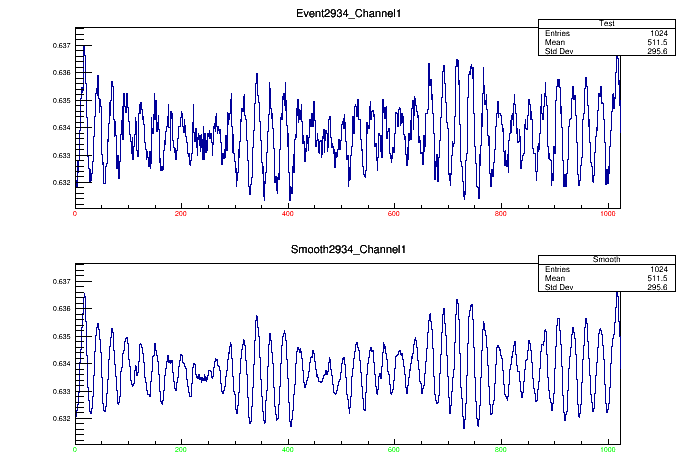 Event2934_Channel1
Test
Entries 1024
Mean 511.5
Std Dev 295.6
0.637
0.636
0.635
0.634
0.633
0.632
0 200 400 600 800 1000
Smooth2934_Channel1
Smooth
Entries 1024
Mean 511.5
Std Dev 295.6
0.637
0.636
0.635
0.634
0.633
0.632
0 200 400 600 800 1000